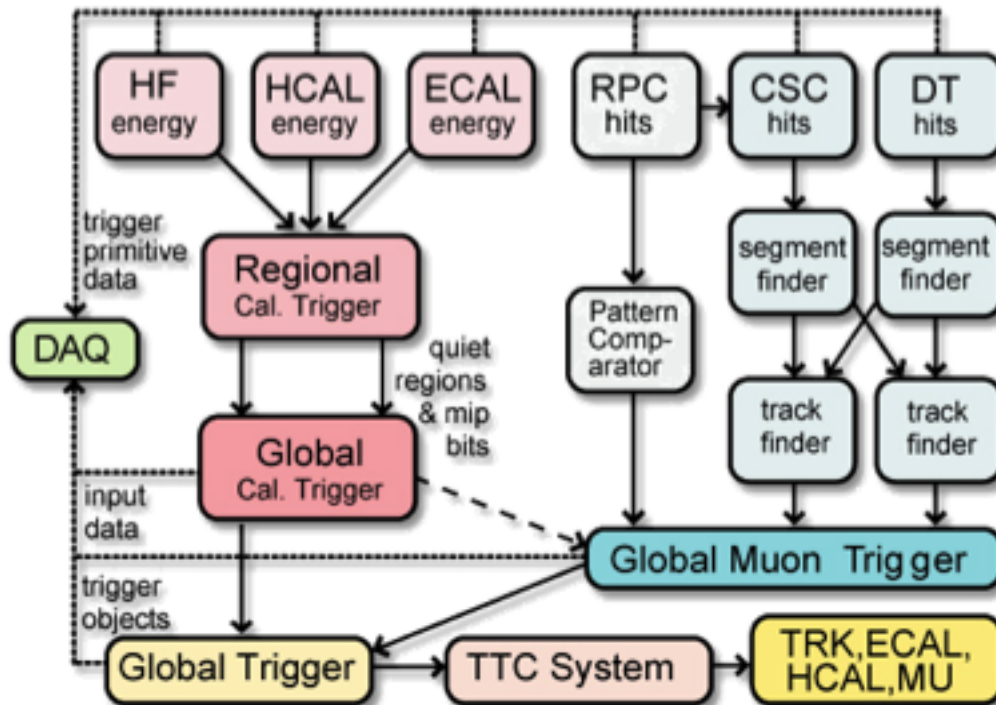 HF
energy
HCAL
energy
ECAL
energy
RPC
hits
CSC
hits
DT
hits
trigger
primitive
data
Regional
Cal. Trigger
segment
finder
segment
finder
DAQ
Pattern
Comp-
arator
quiet
regions
& mip
bits
track
finder
track
finder
Global
Cal. Trigger
input
data
Global Muon Trigger
trigger
objects
Global Trigger
TTC System
TRK,ECAL,
HCAL,MU